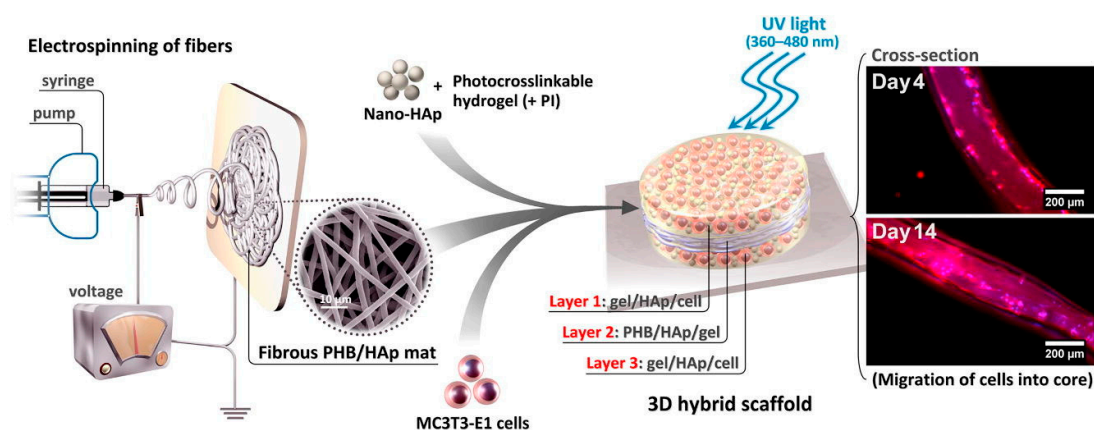 Electrospinning of fibers
syringe
pump
voltage
10 µm
Fibrous PHB/HAp mat
Nano-HAp
+ Photocrosslinkable
hydrogel (+ PI)
MC3T3-E1 cells
UV light
(360–480 nm)
Layer 1: gel/HAp/cell
Layer 2: PHB/HAp/gel
Layer 3: gel/HAp/cell
3D hybrid scaffold
Cross-section
Day 4
200 µm
Day 14
200 µm
(Migration of cells into core)